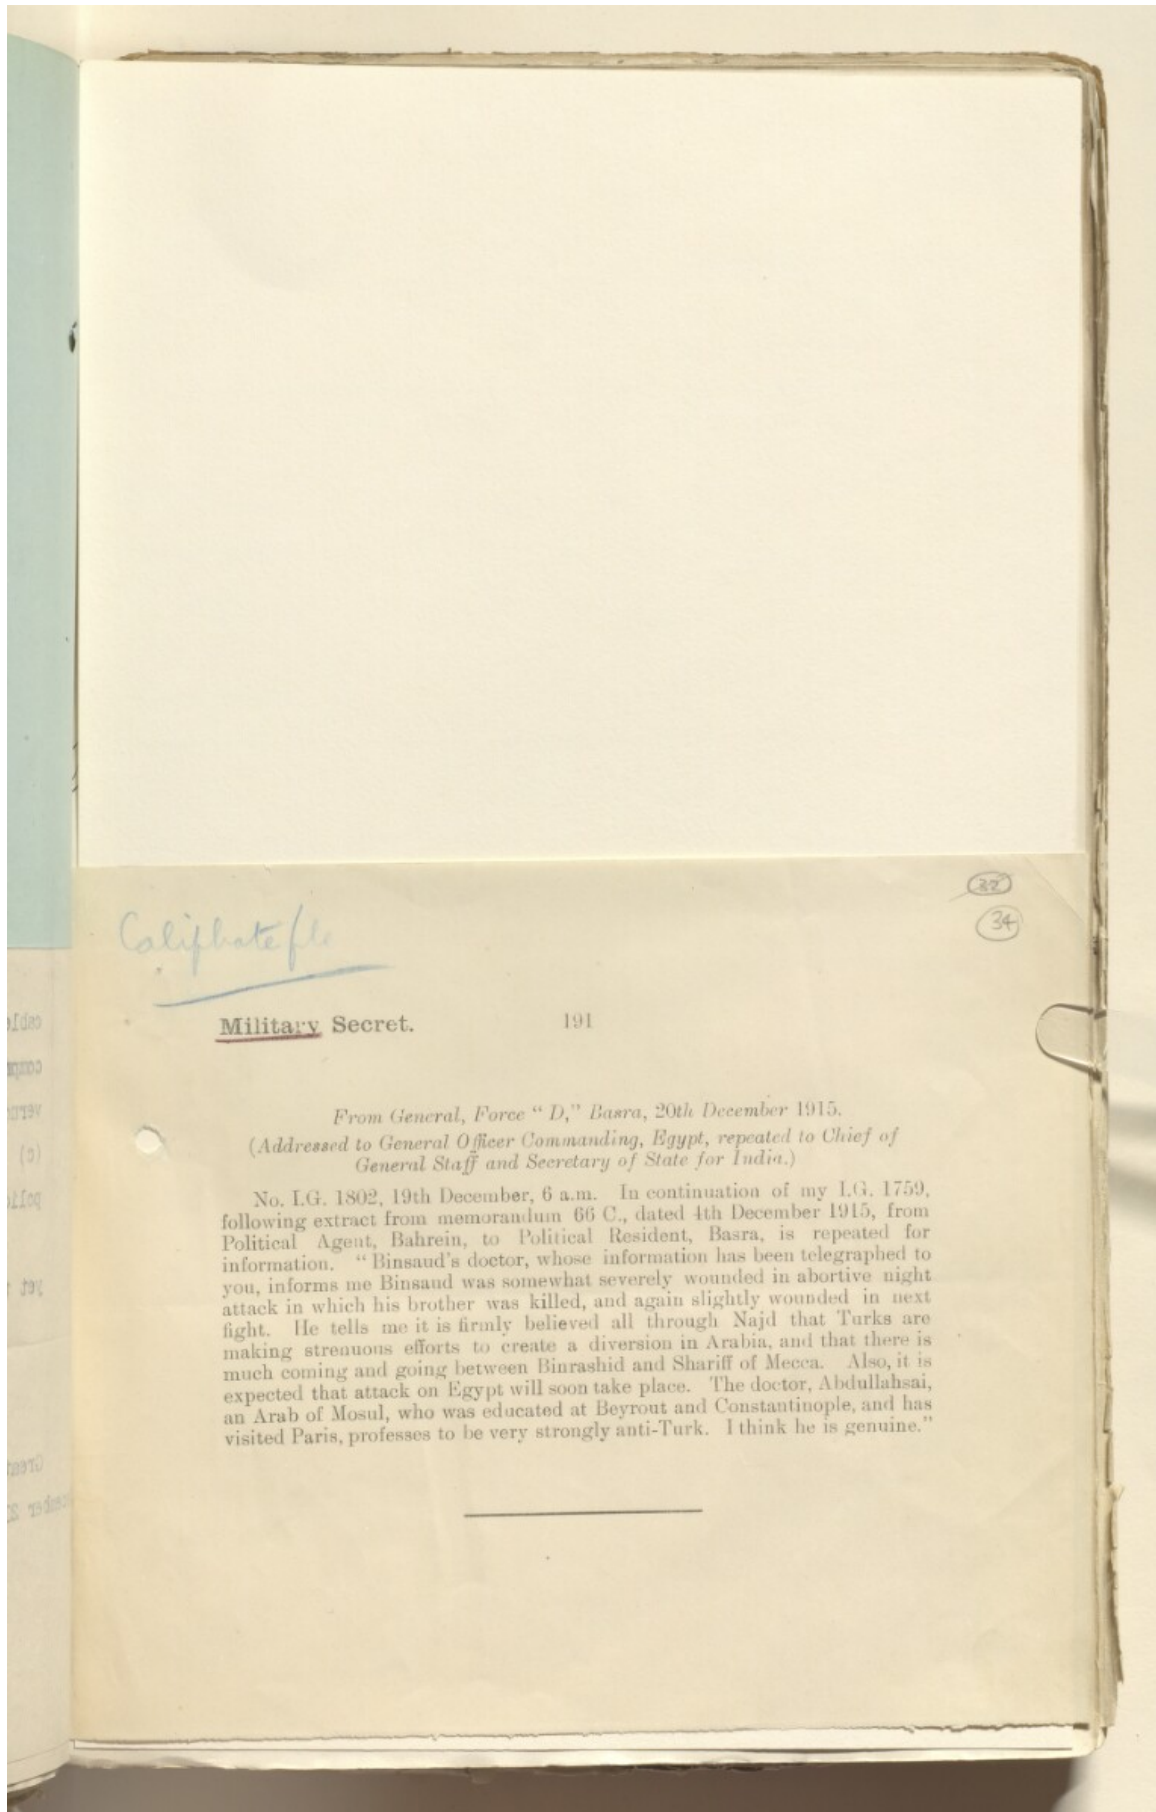 32
34
Caliphate file
Military Secret.
191
From General, Force “ D,” Basra, 20th December 1915.
(Addressed to General Officer Commanding, Egypt, repeated to Chief of
General Staff and Secretary of State for India.)
No. I.G. 1802, 19th December, 6 a.m. In continuation of my I.G. 1759,
following extract from memorandum 66 C., dated 4th December 1915, from
Political Agent, Bahrein, to Political Resident, Basra, is repeated for
information. “ Binsaud's doctor, whose information has been telegraphed to
you, informs me Binsaud was somewhat severely wounded in abortive night
attack in which his brother was killed, and again slightly wounded in next
fight. He tells me it is firmly believed all through Najd that Turks are
making strenuous efforts to create a diversion in Arabia, and that there is
much coming and going between Binrashid and Shariff of Mecca. Also, it is
expected that attack on Egypt will soon take place. The doctor, Abdullahsai,
an Arab of Mosul, who was educated at Beyrout and Constantinople, and has
visited Paris, professes to be very strongly anti-Turk. I think he is genuine.”